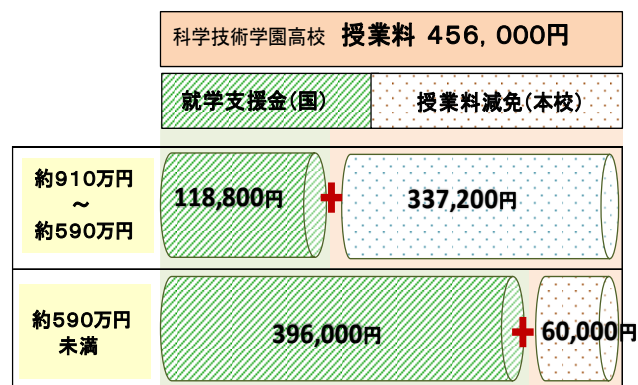 科学技術学園高校 授業料 456,000円
就学支援金(国) 授業料減免(本校)
約910万円
～
約590万円
118,800円 + 337,200円
約590万円
未満
396,000円 + 60,000円